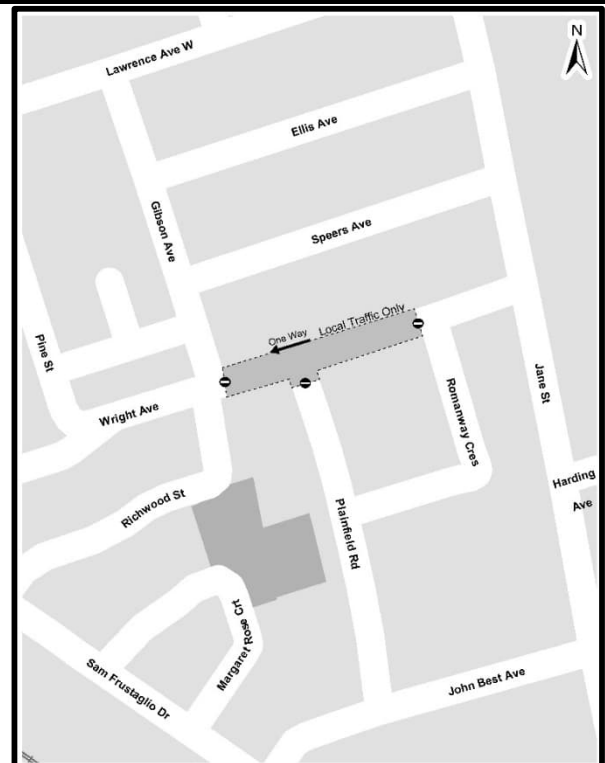 N
Lawrence Ave W
Ellis Ave
Gibson Ave
Speers Ave
One Way
Local Traffic Only
Pine St
Wright Ave
Jane St
Romanway Cres
Harding
Ave
Richwood St
Plainfield Rd
Margaret Rose Crt
Sam Frustaglio Dr
John Best Ave